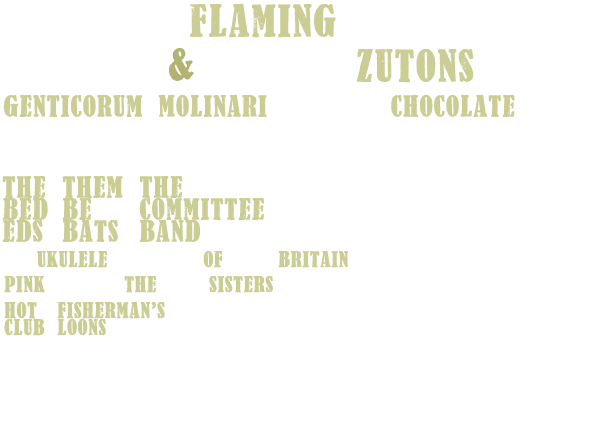 FLAMING
& ZUTONS
GENTICORUM MOLINARI CHOCOLATE
THE THEM THE
BED BE COMMITTEE
EDS BATS BAND
UKULELE OF BRITAIN
PINK THE SISTERS
HOT FISHERMAN'S
CLUB LOONS